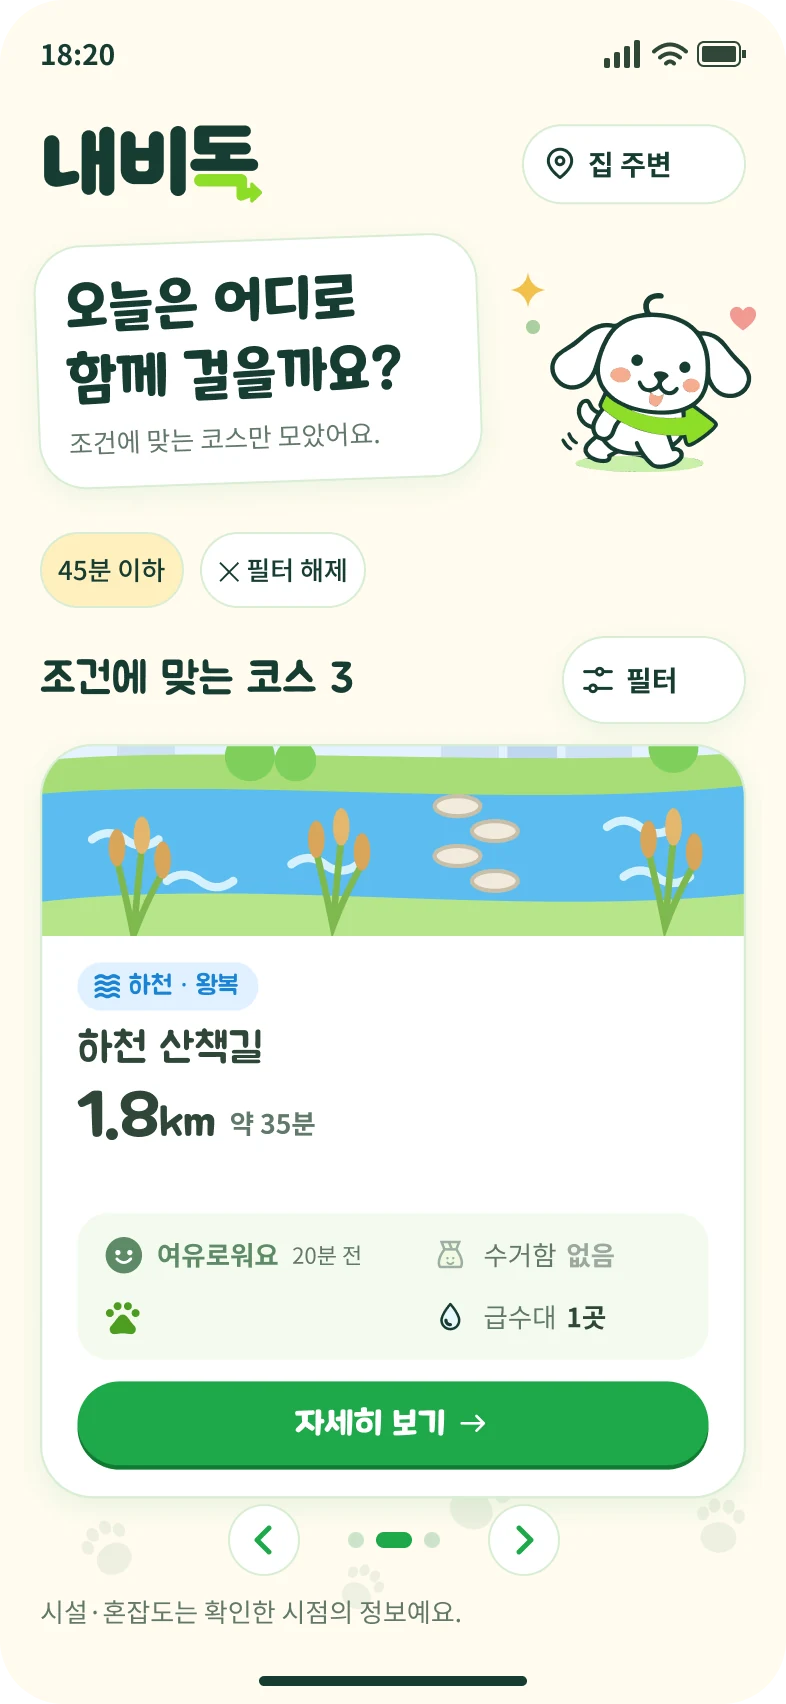 18:20
내비독
집 주변
오늘은 어디로
함께 걸을까요?
조건에 맞는 코스만 모았어요.
45분 이하
필터 해제
조건에 맞는 코스 3
필터
하천 · 왕복
하천 산책길
1.8km 약 35분
여유로워요 20분 전
수거함 없음
급수대 1곳
자세히 보기 →
시설·혼잡도는 확인한 시점의 정보예요.